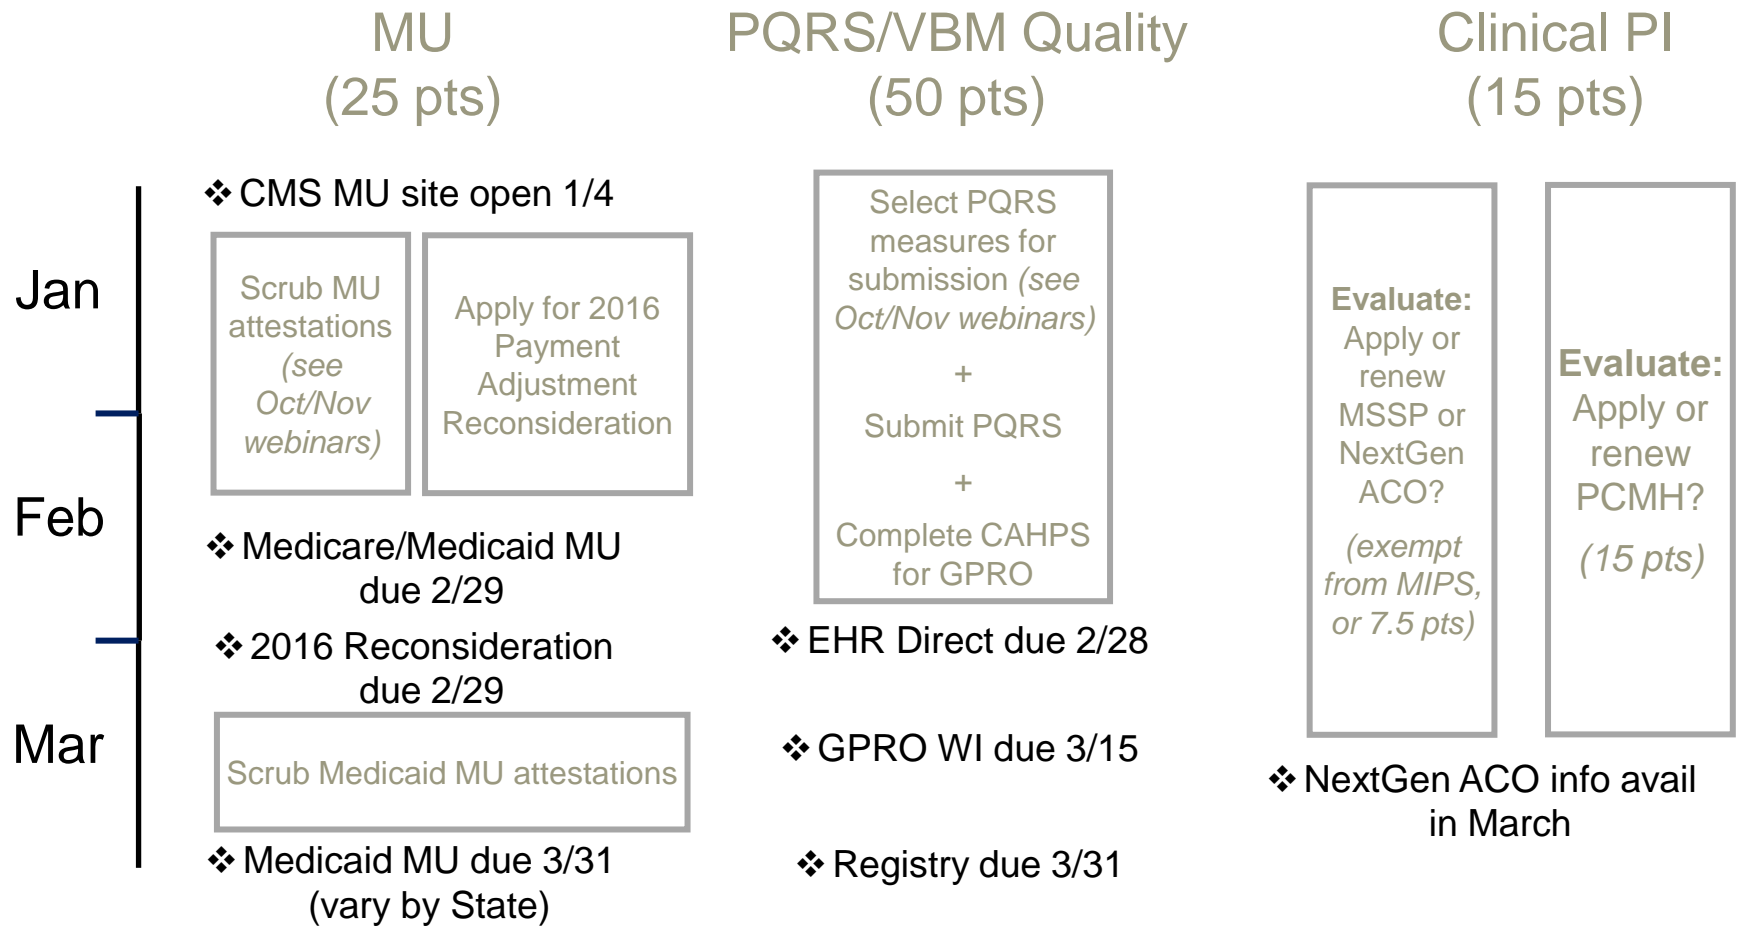 MU
(25 pts)
PQRS/VBM Quality
(50 pts)
Clinical PI
(15 pts)
Jan
Feb
Mar
❖ CMS MU site open 1/4
Scrub MU
attestations
(see
Oct/Nov
webinars)
Apply for 2016
Payment
Adjustment
Reconsideration
❖ Medicare/Medicaid MU
due 2/29
❖ 2016 Reconsideration
due 2/29
Scrub Medicaid MU attestations
❖ Medicaid MU due 3/31
(vary by State)
Select PQRS
measures for
submission (see
Oct/Nov webinars)
+
Submit PQRS
+
Complete CAHPS
for GPRO
❖ EHR Direct due 2/28
❖ GPRO WI due 3/15
❖ Registry due 3/31
Evaluate:
Apply or
renew
MSSP or
NextGen
ACO?
(exempt
from MIPS,
or 7.5 pts)
Evaluate:
Apply or
renew
PCMH?
(15 pts)
❖ NextGen ACO info avail
in March